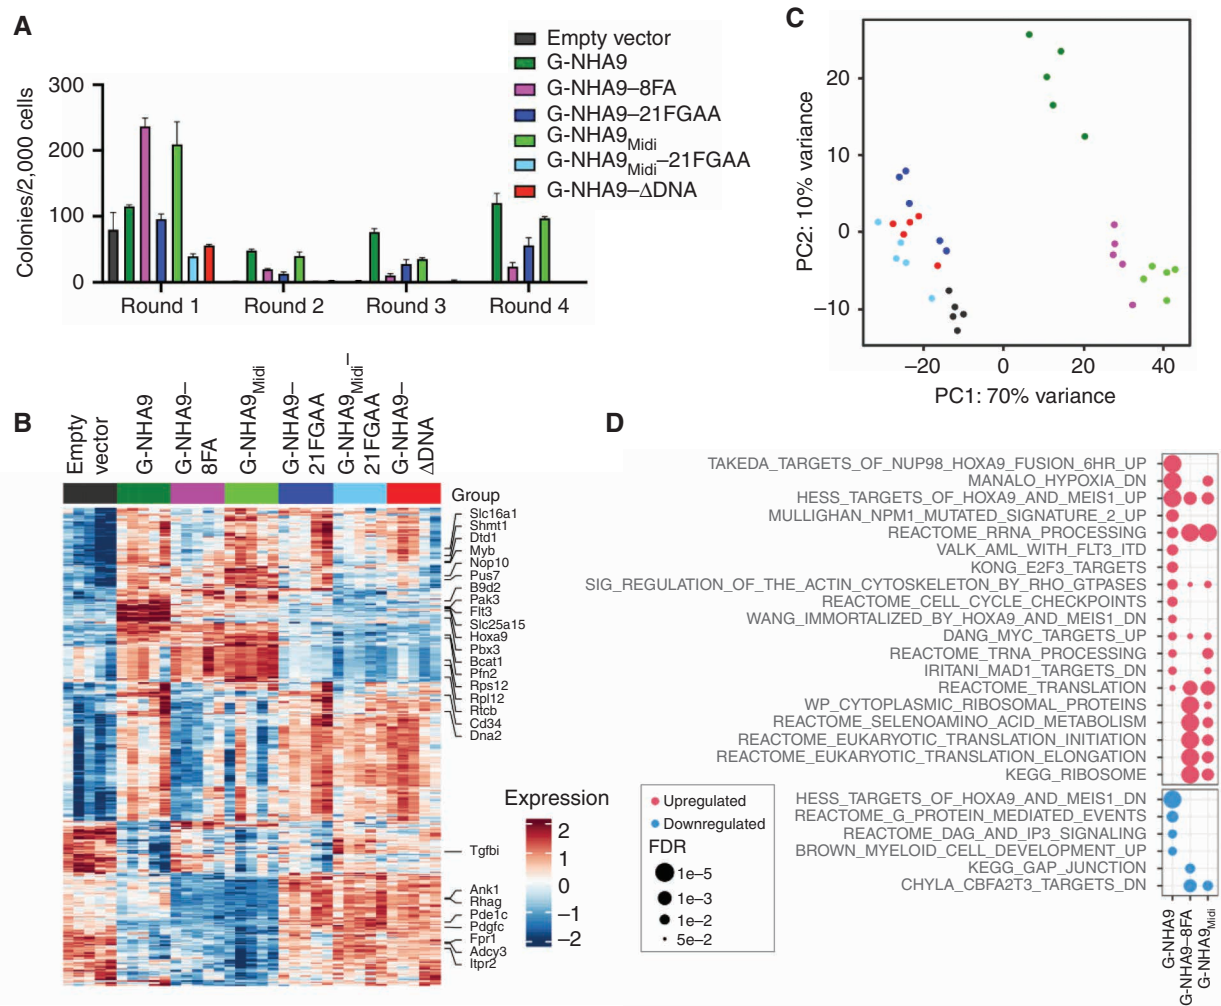 A
Colonies/2,000 cells
300
200
100
0
Round 1
Round 2
Round 3
Round 4
Empty vector
G-NHA9
G-NHA9–8FA
G-NHA9–21FGAA
G-NHA9Midi
G-NHA9Midi–21FGAA
G-NHA9–ΔDNA
C
PC2: 10% variance
20
10
0
−10
−20
0
20
40
PC1: 70% variance
B
Empty
vector
G-NHA9
G-NHA9–
8FA
G-NHA9Midi
G-NHA9–
21FGAA
G-NHA9Midi–
21FGAA
G-NHA9–
ΔDNA
Group
Slc16a1
Shmt1
Dtd1
Myb
Nop10
Pus7
B9d2
Pak3
Flt3
Slc25a15
Hoxa9
Pbx3
Bcat1
Pfn2
Rps12
Rpl12
Rtcb
Cd34
Dna2
Tgfbi
Ank1
Rhag
Pde1c
Pdgfc
Fpr1
Adcy3
Itpr2
Expression
2
1
0
−1
−2
D
TAKEDA_TARGETS_OF_NUP98_HOXA9_FUSION_6HR_UP
MANALO_HYPOXIA_DN
HESS_TARGETS_OF_HOXA9_AND_MEIS1_UP
MULLIGHAN_NPM1_MUTATED_SIGNATURE_2_UP
REACTOME_RRNA_PROCESSING
VALK_AML_WITH_FLT3_ITD
KONG_E2F3_TARGETS
SIG_REGULATION_OF_THE_ACTIN_CYTOSKELETON_BY_RHO_GTPASES
REACTOME_CELL_CYCLE_CHECKPOINTS
WANG_IMMORTALIZED_BY_HOXA9_AND_MEIS1_DN
DANG_MYC_TARGETS_UP
REACTOME_TRNA_PROCESSING
IRITANI_MAD1_TARGETS_DN
REACTOME_TRANSLATION
WP_CYTOPLASMIC_RIBOSOMAL_PROTEINS
REACTOME_SELENOAMINO_ACID_METABOLISM
REACTOME_EUKARYOTIC_TRANSLATION_INITIATION
REACTOME_EUKARYOTIC_TRANSLATION_ELONGATION
KEGG_RIBOSOME
HESS_TARGETS_OF_HOXA9_AND_MEIS1_DN
REACTOME_G_PROTEIN_MEDIATED_EVENTS
REACTOME_DAG_AND_IP3_SIGNALING
BROWN_MYELOID_CELL_DEVELOPMENT_UP
KEGG_GAP_JUNCTION
CHYLA_CBFA2T3_TARGETS_DN
Upregulated
Downregulated
FDR
1e−5
1e−3
1e−2
5e−2
G-NHA9
G-NHA9–8FA
G-NHA9Midi